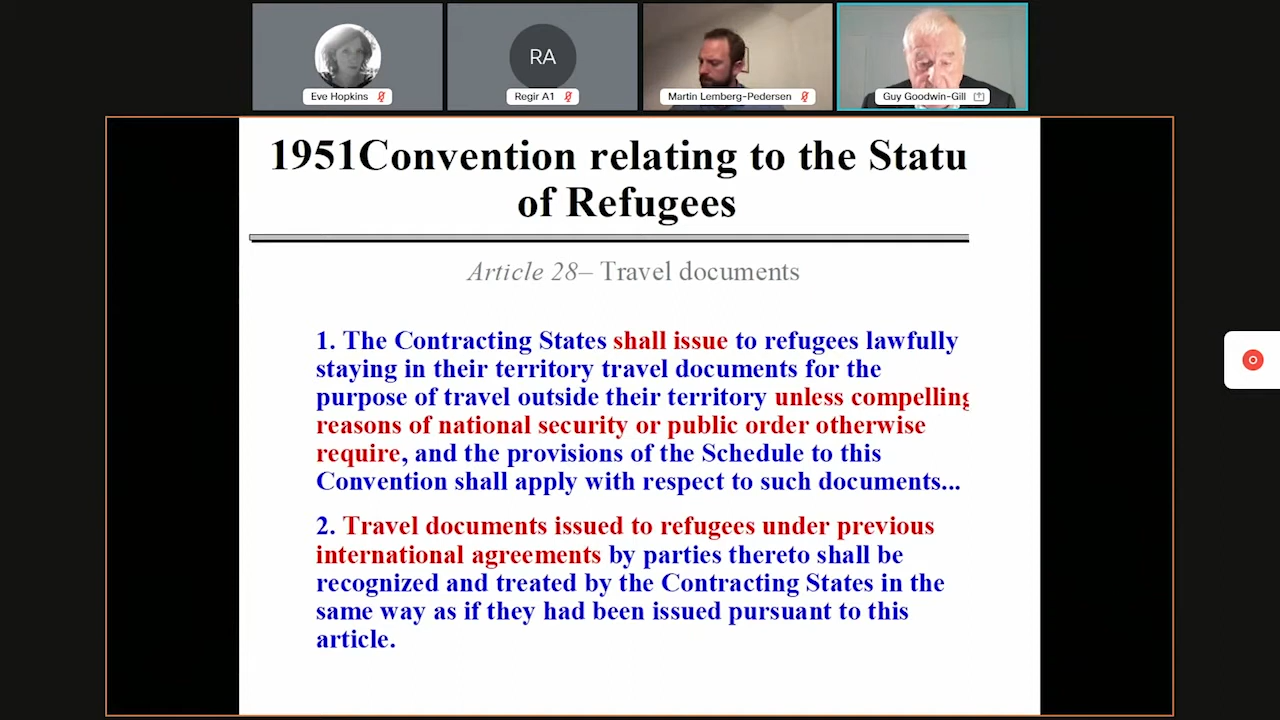 Eve Hopkins
RA
Regir A1
Martin Lemberg-Pedersen
Guy Goodwin-Gill
1951Convention relating to the Statu
of Refugees
Article 28– Travel documents
1. The Contracting States shall issue to refugees lawfully
staying in their territory travel documents for the
purpose of travel outside their territory unless compelling
reasons of national security or public order otherwise
require, and the provisions of the Schedule to this
Convention shall apply with respect to such documents...
2. Travel documents issued to refugees under previous
international agreements by parties thereto shall be
recognized and treated by the Contracting States in the
same way as if they had been issued pursuant to this
article.